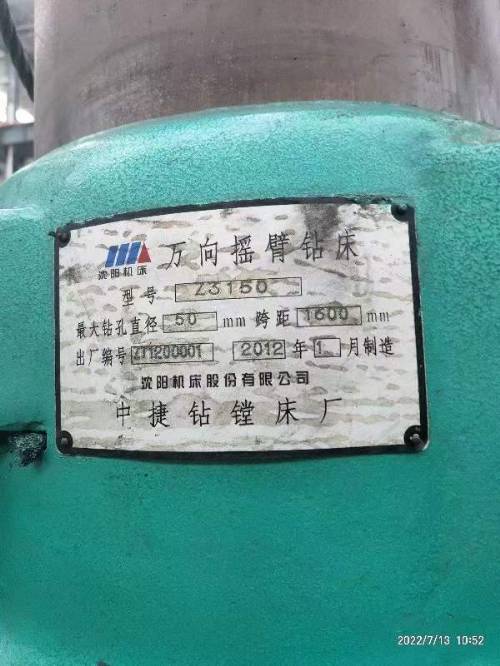 万向摇臂钻床
沈阳机床
型号 Z3150
最大钻孔直径 50 mm 跨距 1600 mm
出厂编号 ZT1200001 2012 年 1 月制造
沈阳机床股份有限公司
中捷钻镗床厂
2022/7/13 10:52